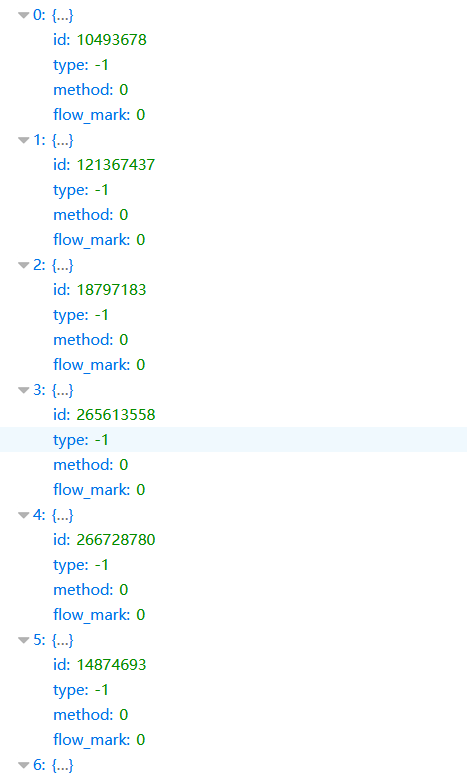 0: {...}
id: 10493678
type: -1
method: 0
flow_mark: 0
1: {...}
id: 121367437
type: -1
method: 0
flow_mark: 0
2: {...}
id: 18797183
type: -1
method: 0
flow_mark: 0
3: {...}
id: 265613558
type: -1
method: 0
flow_mark: 0
4: {...}
id: 266728780
type: -1
method: 0
flow_mark: 0
5: {...}
id: 14874693
type: -1
method: 0
flow_mark: 0
6: {...}